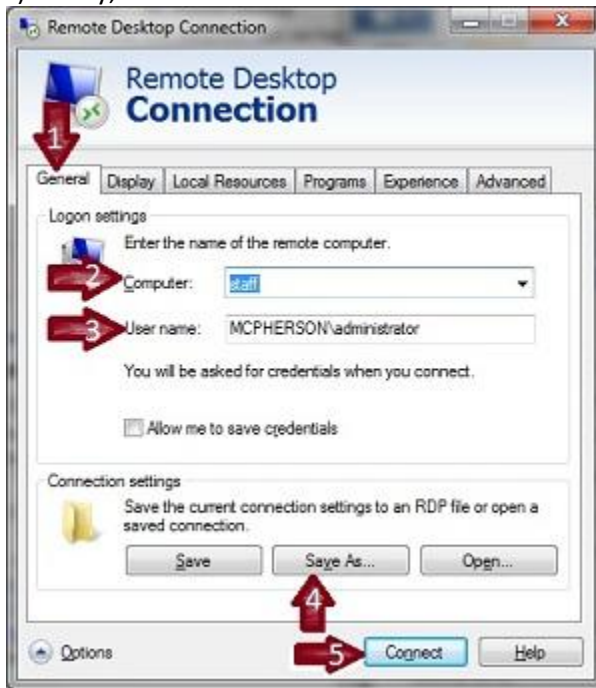 Remote Desktop Connection
Remote Desktop
Connection
1
General Display Local Resources Programs Experience Advanced
Logon settings
Enter the name of the remote computer.
2 Computer: staff
3 User name: MCPHERSON\administrator
You will be asked for credentials when you connect.
Allow me to save credentials
Connection settings
Save the current connection settings to an RDP file or open a
saved connection.
Save Save As... Open...
4
Options 5 Connect Help